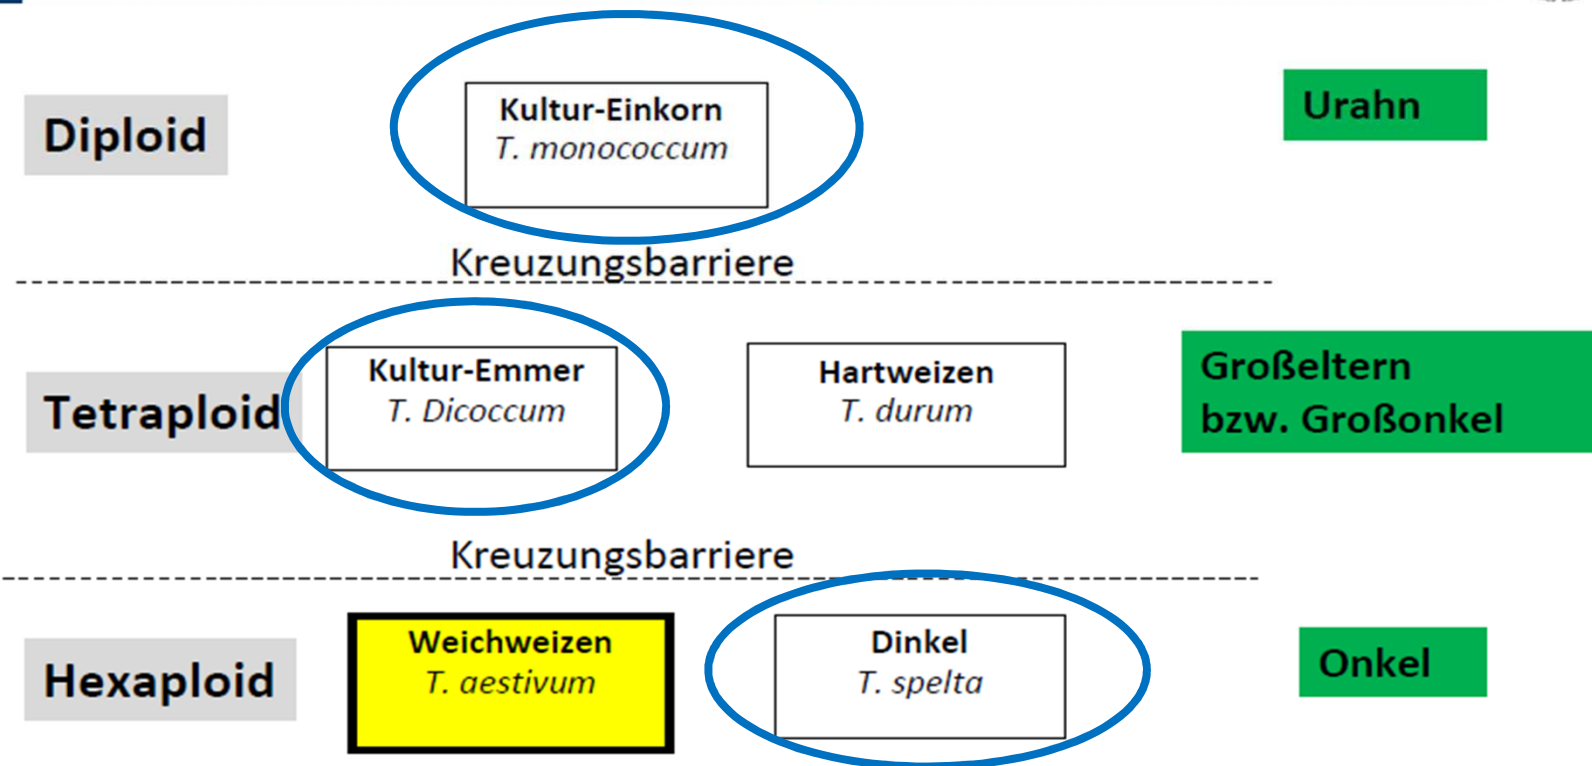 Diploid
Kultur-Einkorn
T. monococcum
Urahn
Kreuzungsbarriere
Tetraploid
Kultur-Emmer
T. Dicoccum
Hartweizen
T. durum
Großeltern
bzw. Großonkel
Kreuzungsbarriere
Hexaploid
Weichweizen
T. aestivum
Dinkel
T. spelta
Onkel